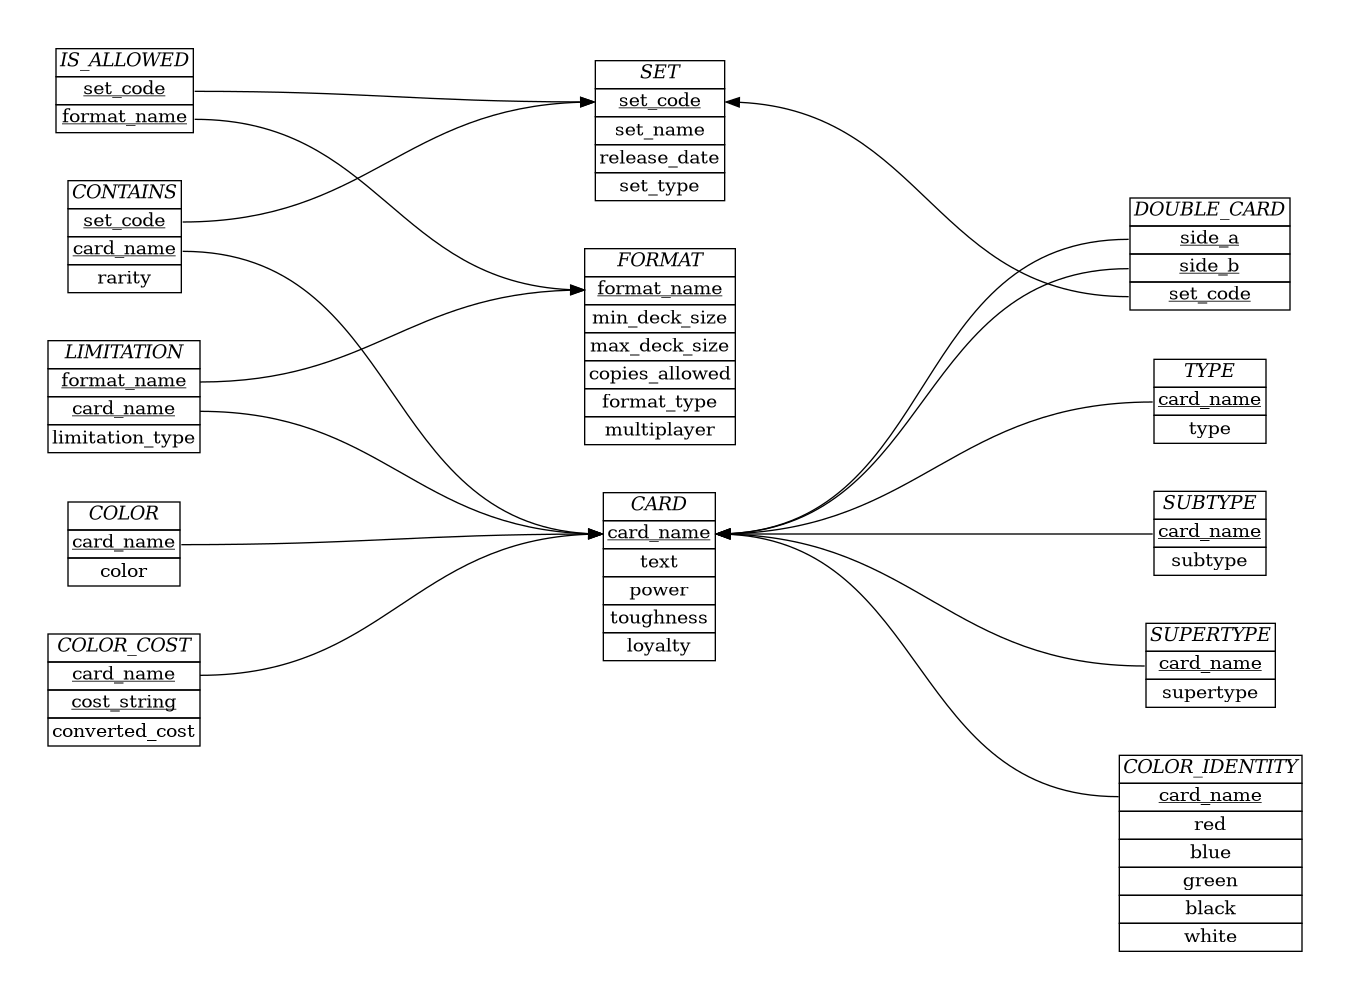 IS_ALLOWED
set_code
format_name
CONTAINS
set_code
card_name
rarity
LIMITATION
format_name
card_name
limitation_type
COLOR
card_name
color
COLOR_COST
card_name
cost_string
converted_cost
SET
set_code
set_name
release_date
set_type
FORMAT
format_name
min_deck_size
max_deck_size
copies_allowed
format_type
multiplayer
CARD
card_name
text
power
toughness
loyalty
DOUBLE_CARD
side_a
side_b
set_code
TYPE
card_name
type
SUBTYPE
card_name
subtype
SUPERTYPE
card_name
supertype
COLOR_IDENTITY
card_name
red
blue
green
black
white